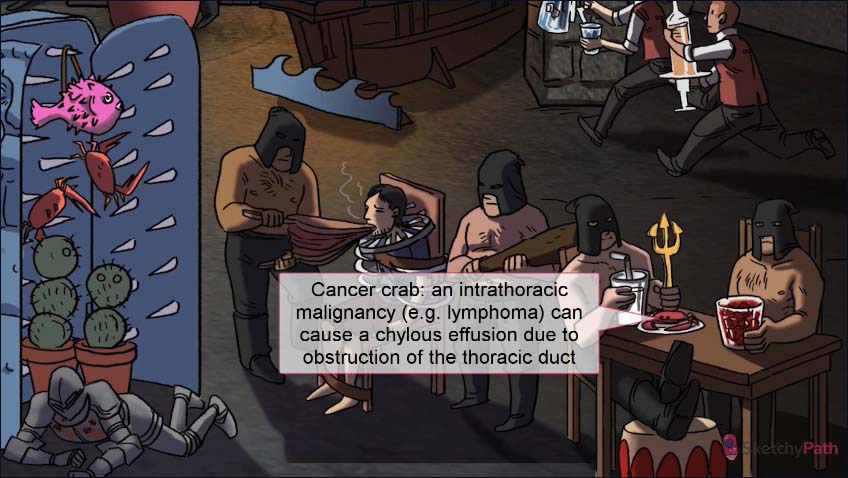 Cancer crab: an intrathoracic
malignancy (e.g. lymphoma) can
cause a chylous effusion due to
obstruction of the thoracic duct
SketchyPath